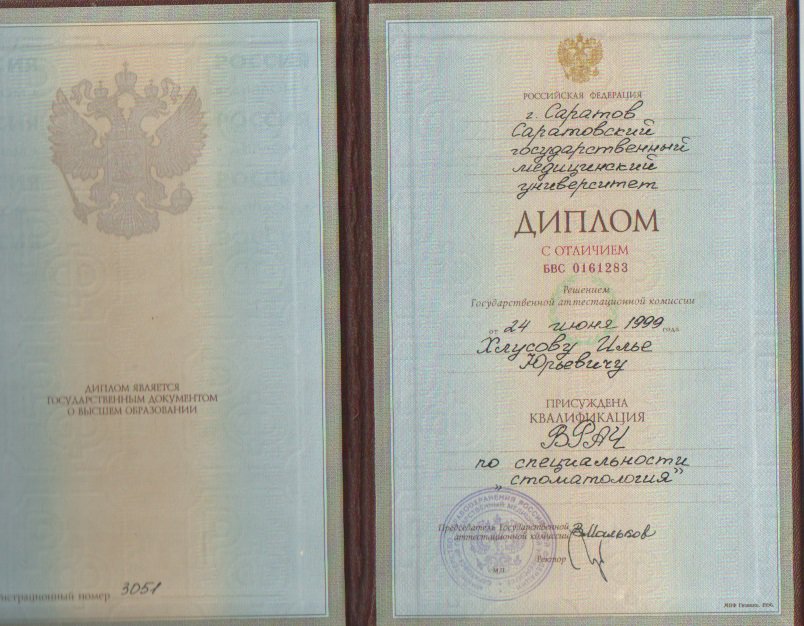 ДИПЛОМ ЯВЛЯЕТСЯ
ГОСУДАРСТВЕННЫМ ДОКУМЕНТОМ
О ВЫСШЕМ ОБРАЗОВАНИИ
гистрационный номер 3051
РОССИЙСКАЯ ФЕДЕРАЦИЯ
г. Саратов
Саратовский
государственный
медицинский
университет
ДИПЛОМ
С ОТЛИЧИЕМ
БВС 0161283
Решением
Государственной аттестационной комиссии
от 24 июня 1999 года
Хлусову Илье
Юрьевичу
ПРИСУЖДЕНА
КВАЛИФИКАЦИЯ
ВРАЧ
по специальности
„стоматология”
Председатель Государственной
аттестационной комиссии
Ректор
М.П.